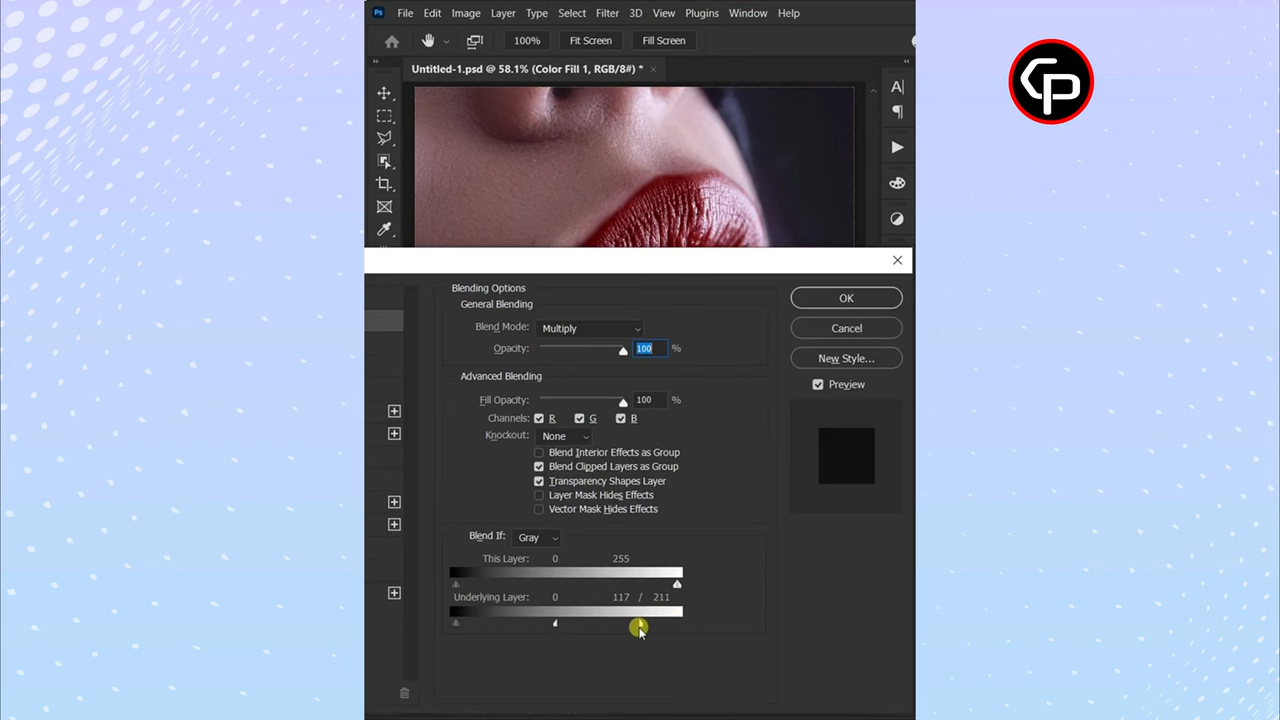 Ps File Edit Image Layer Type Select Filter 3D View Plugins Window Help
100% Fit Screen Fill Screen
Untitled-1.psd @ 58.1% (Color Fill 1, RGB/8#) *
A
CP
Blending Options
General Blending
Blend Mode: Multiply
Opacity: 100 %
Advanced Blending
Fill Opacity: 100 %
Channels: R G B
Knockout: None
Blend Interior Effects as Group
Blend Clipped Layers as Group
Transparency Shapes Layer
Layer Mask Hides Effects
Vector Mask Hides Effects
Blend If: Gray
This Layer: 0 255
Underlying Layer: 0 117 / 211
OK
Cancel
New Style...
Preview